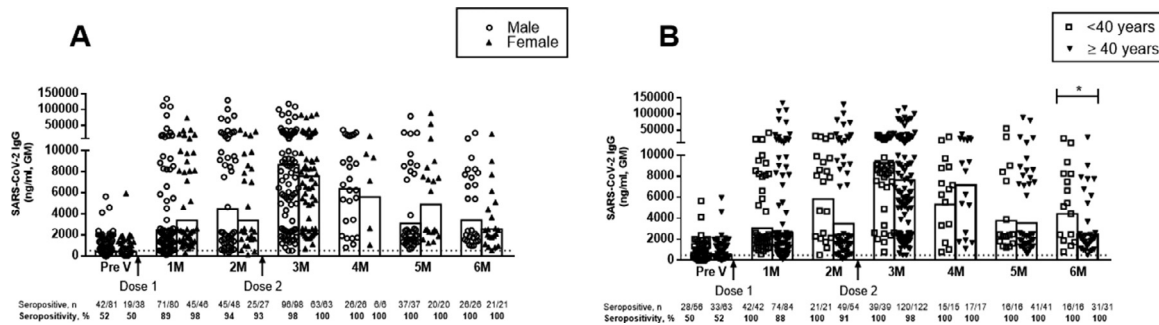 A
Male
Female
SARS-CoV-2 IgG
(ng/ml, GM)
150000
100000
50000
10000
8000
6000
4000
2000
0
Pre V 1M 2M 3M 4M 5M 6M
Dose 1 Dose 2
Seropositive, n 42/81 19/38 71/80 45/46 45/48 25/27 96/98 63/63 26/26 6/6 37/37 20/20 26/26 21/21
Seropositivity, % 52 50 89 98 94 93 98 100 100 100 100 100 100 100
B
<40 years
≥ 40 years
*
SARS-CoV-2 IgG
(ng/ml, GM)
150000
100000
50000
10000
8000
6000
4000
2000
0
Pre V 1M 2M 3M 4M 5M 6M
Dose 1 Dose 2
Seropositive, n 28/56 33/63 42/42 74/84 21/21 49/54 39/39 120/122 15/15 17/17 16/16 41/41 16/16 31/31
Seropositivity, % 50 52 100 88 100 91 100 98 100 100 100 100 100 100